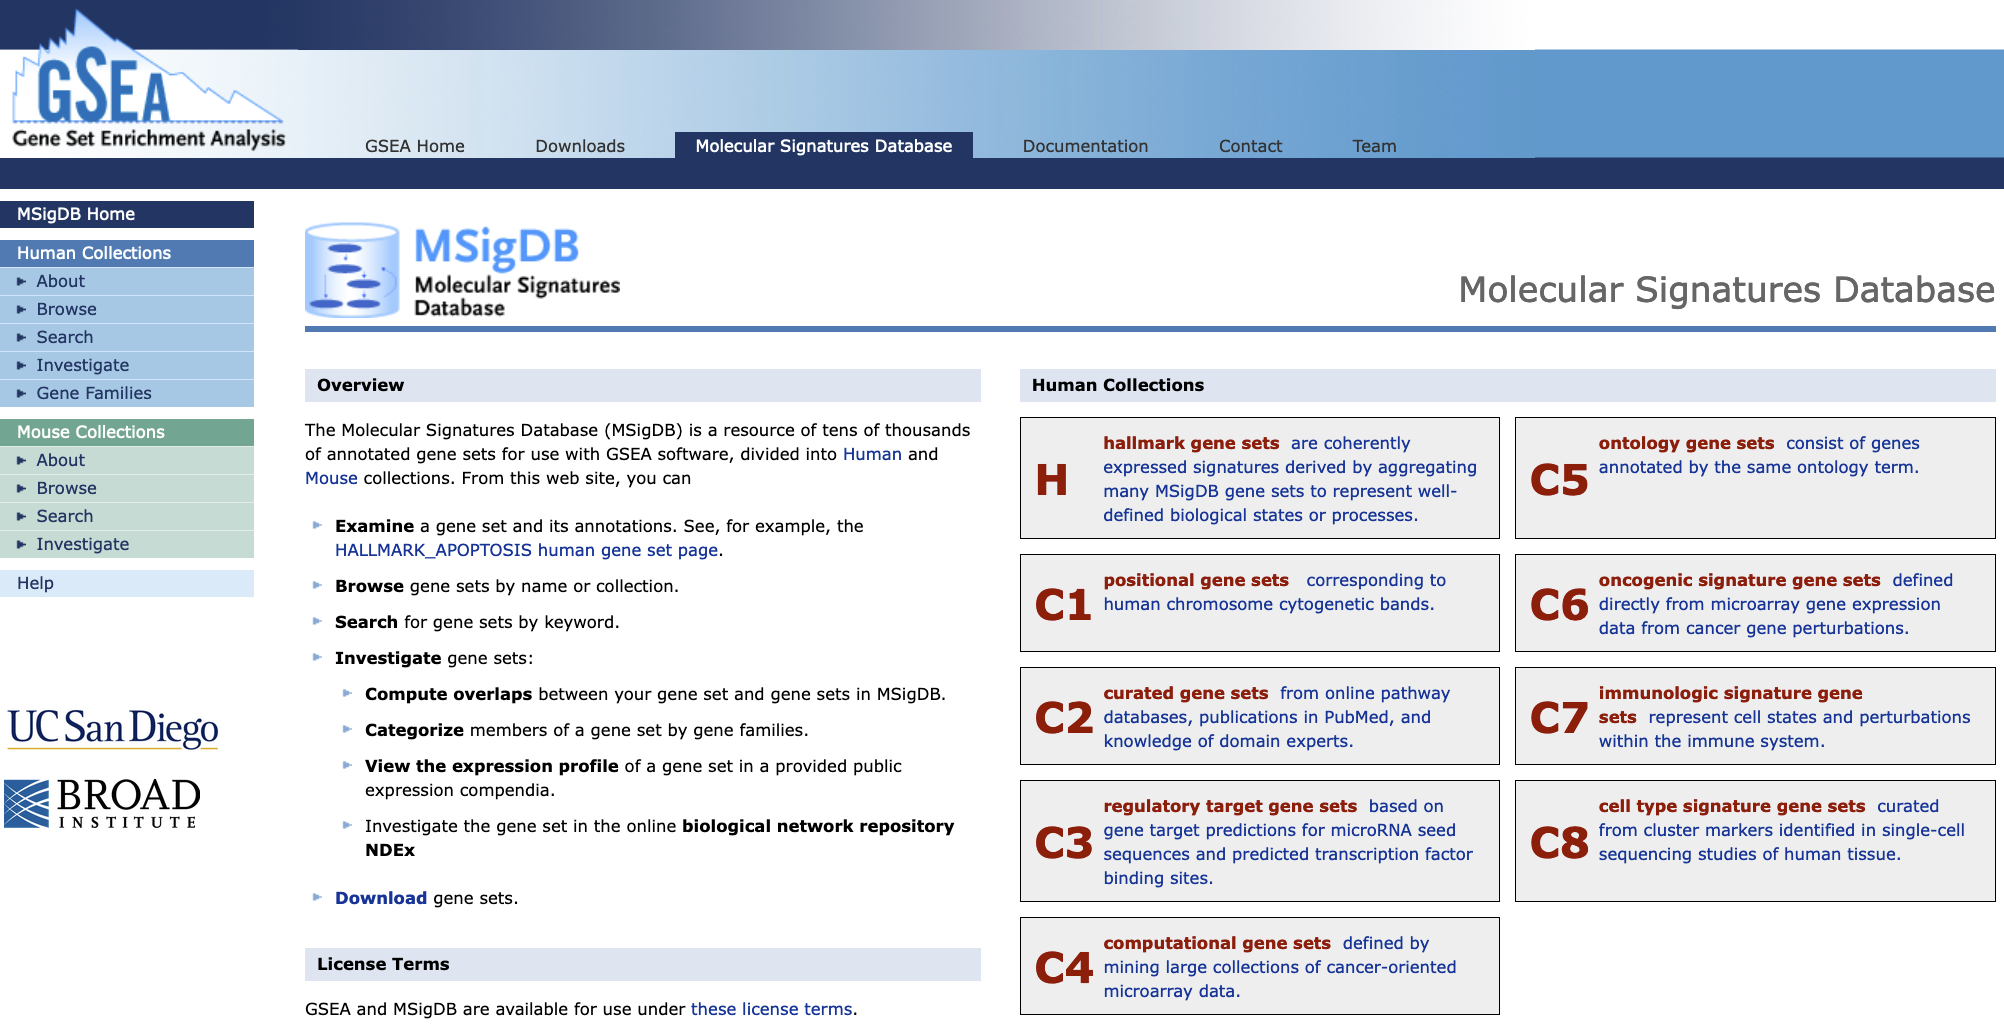 GSEA
Gene Set Enrichment Analysis
GSEA Home
Downloads
Molecular Signatures Database
Documentation
Contact
Team
MSigDB Home
Human Collections
About
Browse
Search
Investigate
Gene Families
Mouse Collections
About
Browse
Search
Investigate
Help
UC San Diego
BROAD
INSTITUTE
MSigDB
Molecular Signatures
Database
Molecular Signatures Database
Overview
The Molecular Signatures Database (MSigDB) is a resource of tens of thousands
of annotated gene sets for use with GSEA software, divided into Human and
Mouse collections. From this web site, you can
Examine a gene set and its annotations. See, for example, the
HALLMARK_APOPTOSIS human gene set page.
Browse gene sets by name or collection.
Search for gene sets by keyword.
Investigate gene sets:
Compute overlaps between your gene set and gene sets in MSigDB.
Categorize members of a gene set by gene families.
View the expression profile of a gene set in a provided public
expression compendia.
Investigate the gene set in the online biological network repository
NDEx
Download gene sets.
License Terms
GSEA and MSigDB are available for use under these license terms.
Human Collections
H
hallmark gene sets are coherently
expressed signatures derived by aggregating
many MSigDB gene sets to represent well-
defined biological states or processes.
C1
positional gene sets corresponding to
human chromosome cytogenetic bands.
C2
curated gene sets from online pathway
databases, publications in PubMed, and
knowledge of domain experts.
C3
regulatory target gene sets based on
gene target predictions for microRNA seed
sequences and predicted transcription factor
binding sites.
C4
computational gene sets defined by
mining large collections of cancer-oriented
microarray data.
C5
ontology gene sets consist of genes
annotated by the same ontology term.
C6
oncogenic signature gene sets defined
directly from microarray gene expression
data from cancer gene perturbations.
C7
immunologic signature gene
sets represent cell states and perturbations
within the immune system.
C8
cell type signature gene sets curated
from cluster markers identified in single-cell
sequencing studies of human tissue.